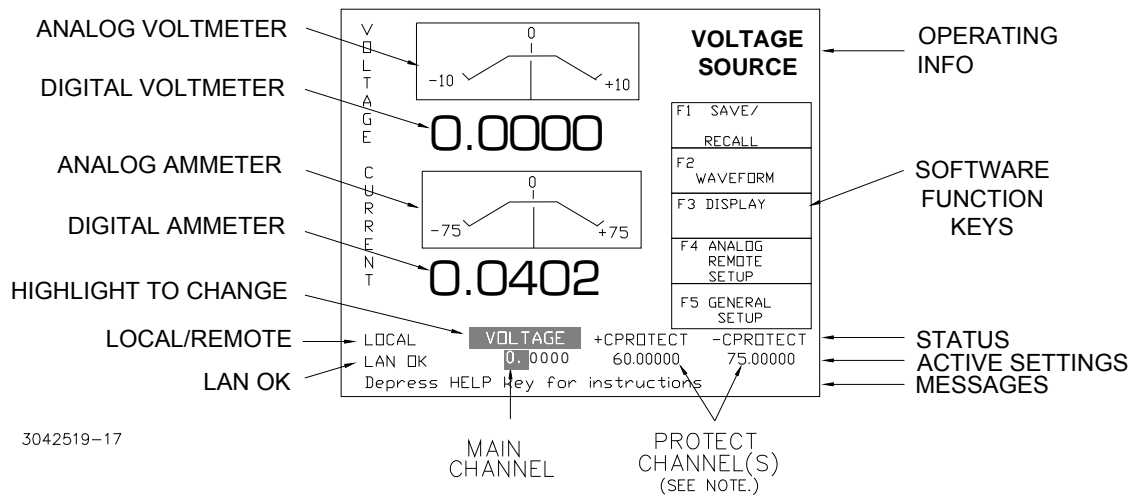 ANALOG VOLTMETER
DIGITAL VOLTMETER
ANALOG AMMETER
DIGITAL AMMETER
HIGHLIGHT TO CHANGE
LOCAL/REMOTE
LAN OK
VOLTAGE
CURRENT
0
-10
+10
0.0000
0
-75
+75
0.0402
VOLTAGE
SOURCE
F1 SAVE/
RECALL
F2
WAVEFORM
F3 DISPLAY
F4 ANALOG
REMOTE
SETUP
F5 GENERAL
SETUP
LOCAL VOLTAGE +CPROTECT -CPROTECT
LAN OK 0.0000 60.00000 75.00000
Depress HELP key for instructions
OPERATING
INFO
SOFTWARE
FUNCTION
KEYS
STATUS
ACTIVE SETTINGS
MESSAGES
MAIN
CHANNEL
PROTECT
CHANNEL(S)
(SEE NOTE.)
3042519-17